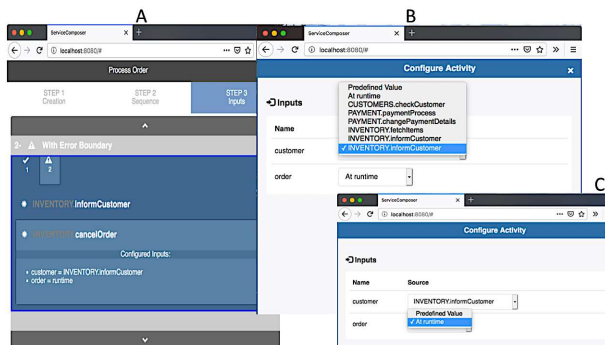 A
ServiceComposer
localhost:8080/#
Process Order
STEP 1
Creation
STEP 2
Sequence
STEP 3
Inputs
2- With Error Boundary
1
2
INVENTORY.informCustomer
INVENTORY.cancelOrder
Configured Inputs:
customer = INVENTORY.informCustomer
order = runtime
B
ServiceComposer
localhost:8080/#
Configure Activity
Inputs
Predefined Value
At runtime
CUSTOMERS.checkCustomer
PAYMENT.paymentProcess
PAYMENT.changePaymentDetails
INVENTORY.fetchItems
INVENTORY.informCustomer
INVENTORY.informCustomer
Name
customer
order
At runtime
C
ServiceComposer
localhost:8080/#
Configure Activity
Inputs
Name Source
customer INVENTORY.informCustomer
Predefined Value
order
At runtime